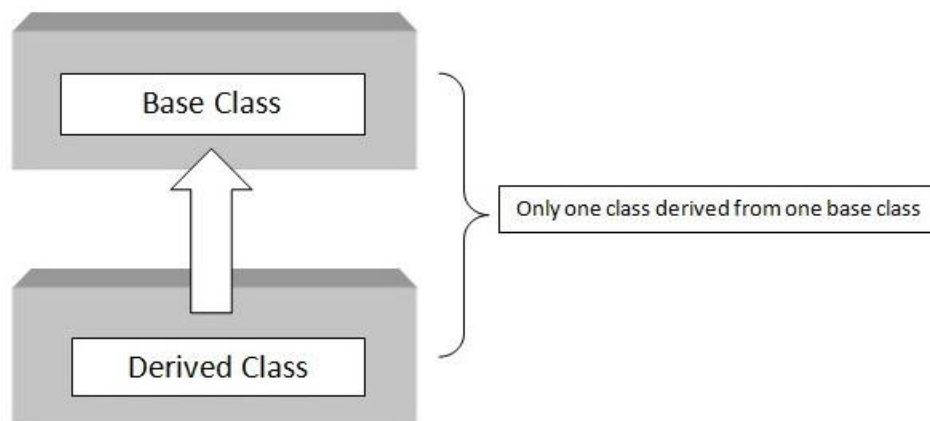 Base Class
Only one class derived from one base class
Derived Class